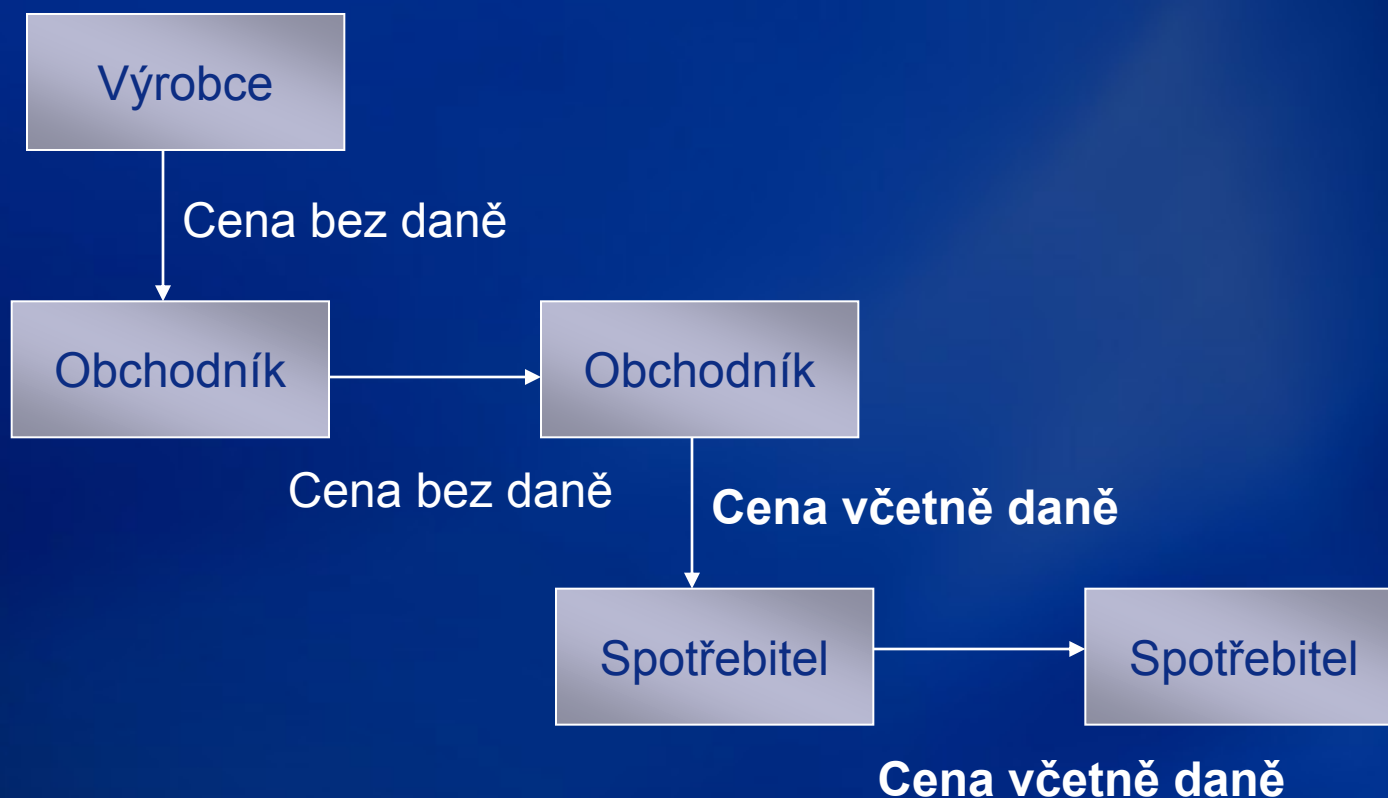 Výrobce
Cena bez daně
Obchodník
Obchodník
Cena bez daně
Cena včetně daně
Spotřebitel
Spotřebitel
Cena včetně daně